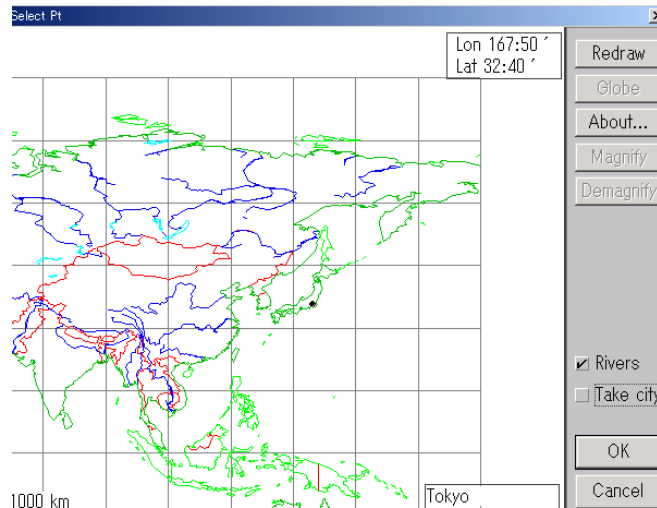 Select Pt
Lon 167:50 ´
Lat 32:40 ´
Redraw
Globe
About...
Magnify
Demagnify
Rivers
Take city
OK
Cancel
1000 km
Tokyo